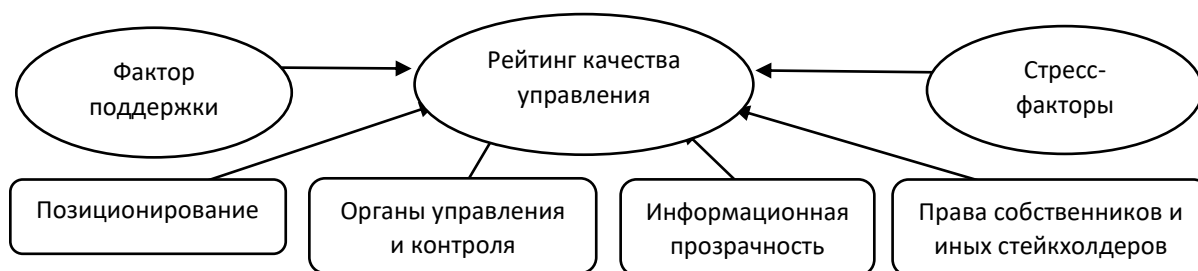 Фактор
поддержки
Рейтинг качества
управления
Стресс-
факторы
Позиционирование
Органы управления
и контроля
Информационная
прозрачность
Права собственников и
иных стейкхолдеров